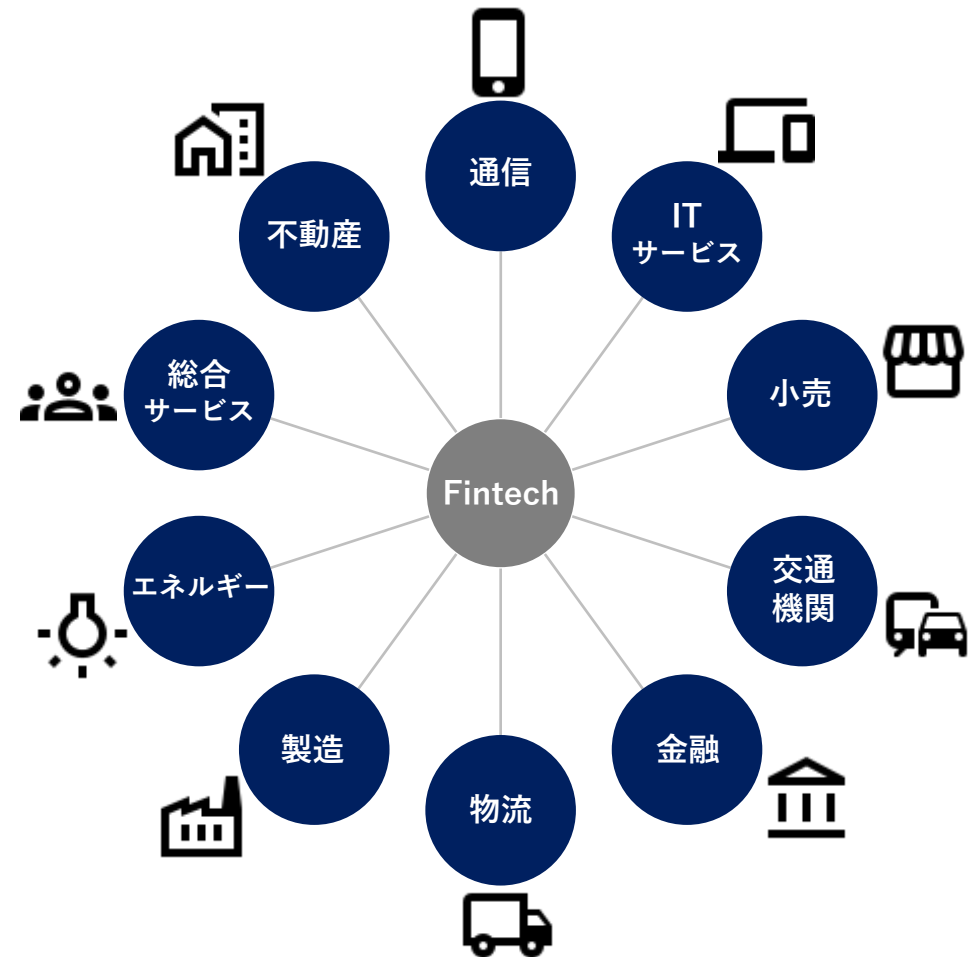 通信
IT
サービス
不動産
小売
総合
サービス
Fintech
交通
機関
エネルギー
金融
製造
物流